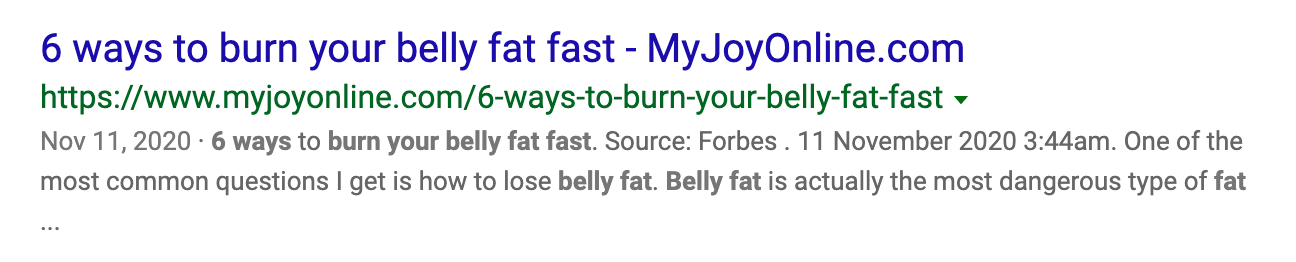 6 ways to burn your belly fat fast - MyJoyOnline.com
https://www.myjoyonline.com/6-ways-to-burn-your-belly-fat-fast
Nov 11, 2020 · 6 ways to burn your belly fat fast. Source: Forbes . 11 November 2020 3:44am. One of the
most common questions I get is how to lose belly fat. Belly fat is actually the most dangerous type of fat
...